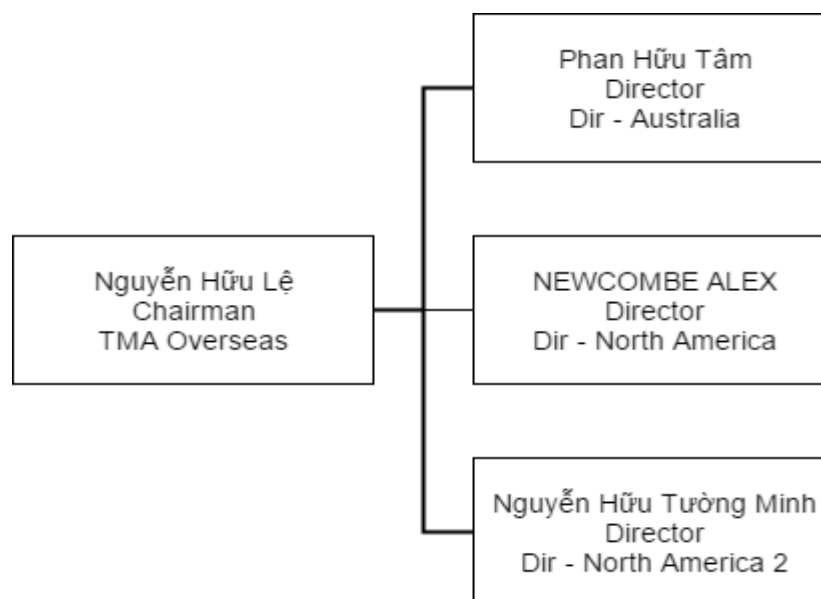 Phan Hữu Tâm
Director
Dir - Australia
Nguyễn Hữu Lệ
Chairman
TMA Overseas
NEWCOMBE ALEX
Director
Dir - North America
Nguyễn Hữu Tường Minh
Director
Dir - North America 2